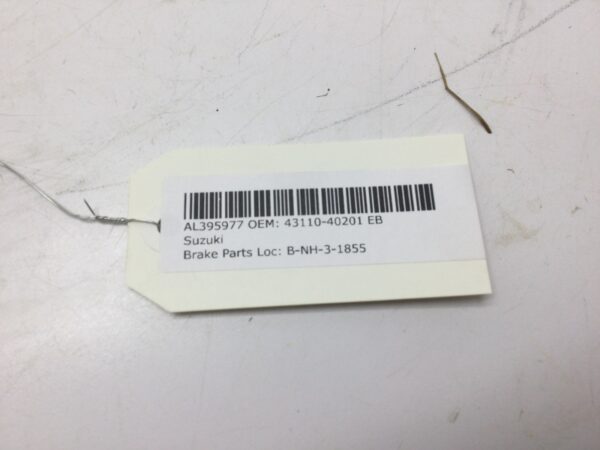 AL395977 OEM: 43110-40201 EB
Suzuki
Brake Parts Loc: B-NH-3-1855